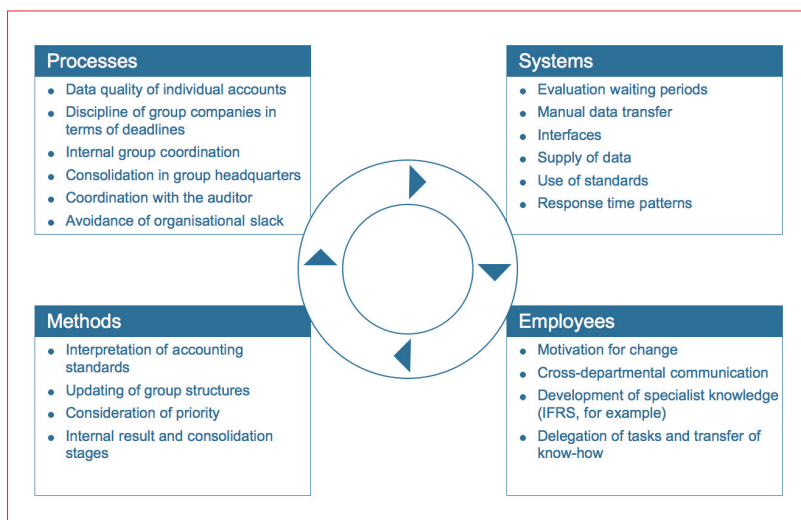 Processes
• Data quality of individual accounts
• Discipline of group companies in
terms of deadlines
• Internal group coordination
• Consolidation in group headquarters
• Coordination with the auditor
• Avoidance of organisational slack
Systems
• Evaluation waiting periods
• Manual data transfer
• Interfaces
• Supply of data
• Use of standards
• Response time patterns
Methods
• Interpretation of accounting
standards
• Updating of group structures
• Consideration of priority
• Internal result and consolidation
stages
Employees
• Motivation for change
• Cross-departmental communication
• Development of specialist knowledge
(IFRS, for example)
• Delegation of tasks and transfer of
know-how